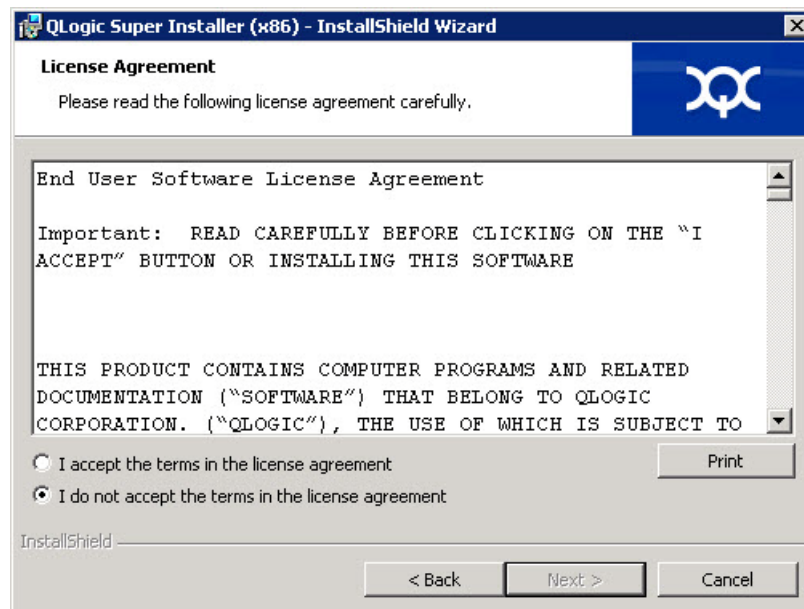 QLogic Super Installer (x86) - InstallShield Wizard
License Agreement
Please read the following license agreement carefully.
End User Software License Agreement
Important:  READ CAREFULLY BEFORE CLICKING ON THE “I
ACCEPT” BUTTON OR INSTALLING THIS SOFTWARE
THIS PRODUCT CONTAINS COMPUTER PROGRAMS AND RELATED
DOCUMENTATION (“SOFTWARE”) THAT BELONG TO QLOGIC
CORPORATION. (“QLOGIC”), THE USE OF WHICH IS SUBJECT TO
I accept the terms in the license agreement
Print
I do not accept the terms in the license agreement
InstallShield
< Back
Next >
Cancel